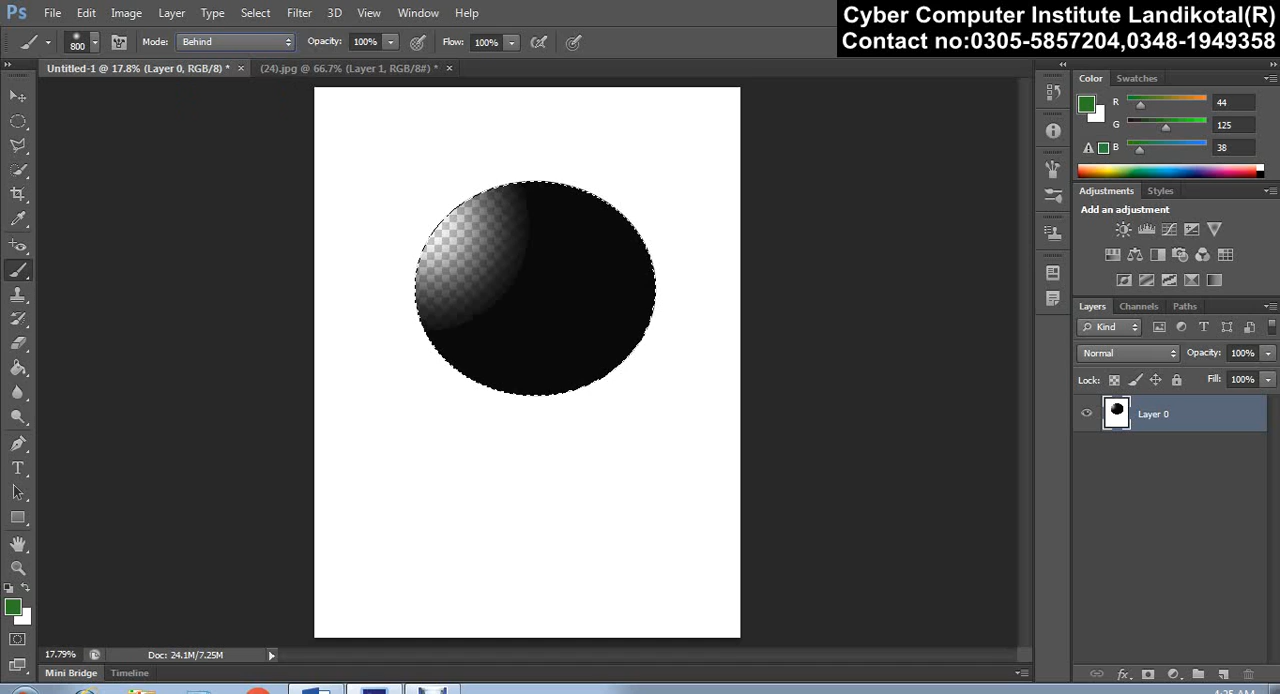 Cyber Computer Institute Landikotal(R)
Contact no:0305-5857204,0348-1949358
Ps File Edit Image Layer Type Select Filter 3D View Window Help
800 Mode: Behind Opacity: 100% Flow: 100%
Untitled-1 @ 17.8% (Layer 0, RGB/8) * × (24).jpg @ 66.7% (Layer 1, RGB/8#) * ×
Color Swatches
R 44
G 125
B 38
Adjustments Styles
Add an adjustment
Layers Channels Paths
Kind
Normal Opacity: 100%
Lock: Fill: 100%
Layer 0
17.79% Doc: 24.1M/7.25M
Mini Bridge Timeline